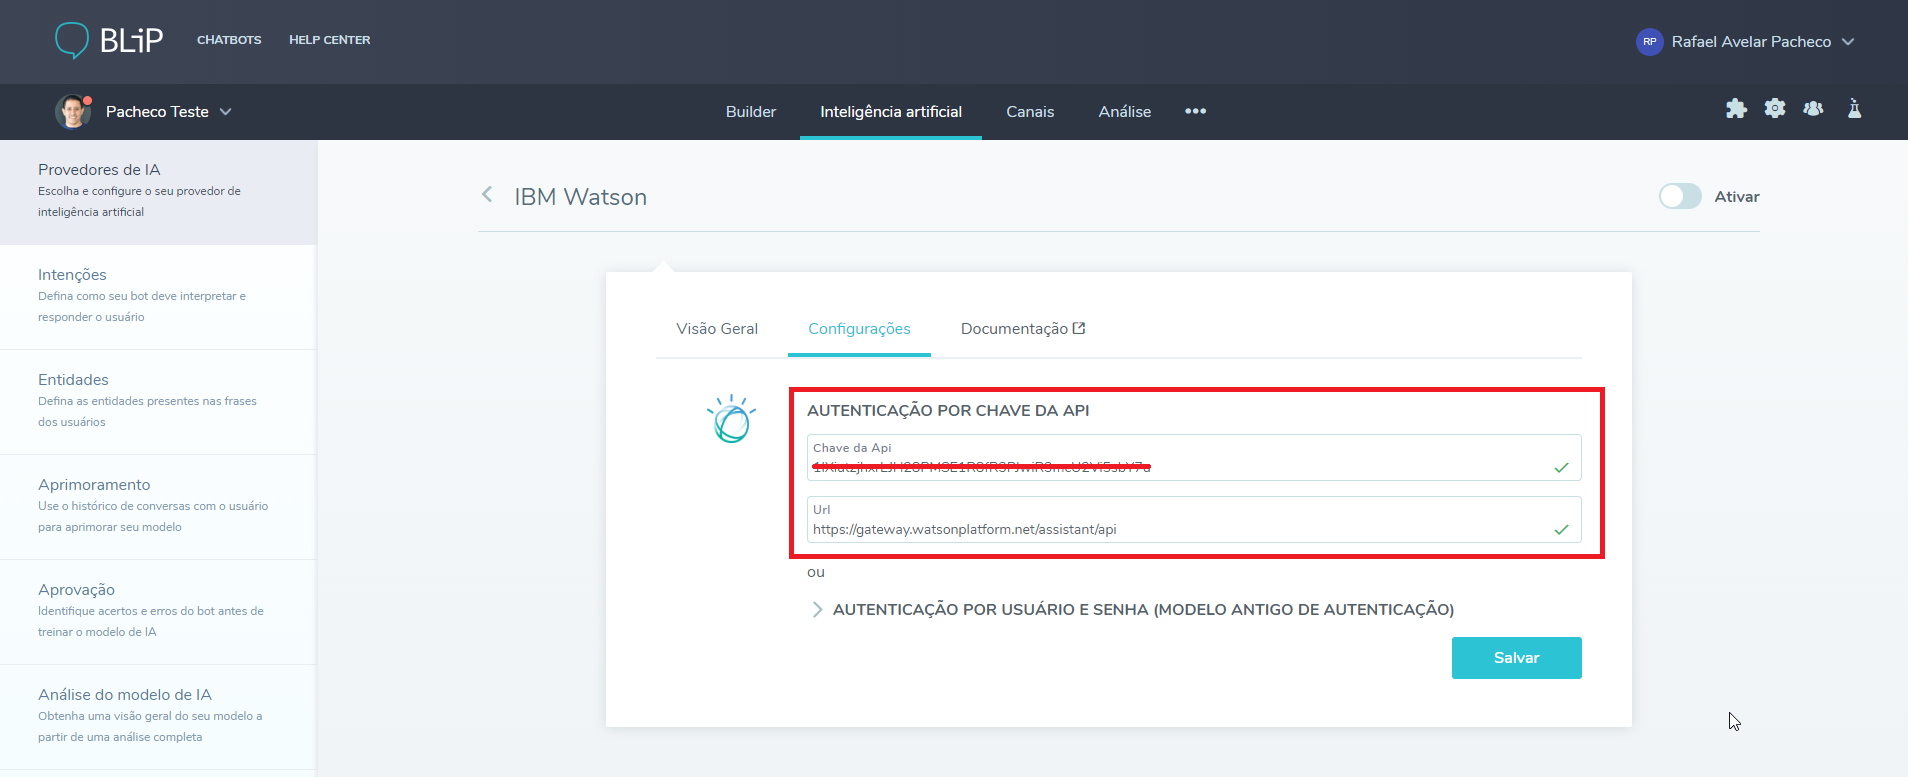 BLiP
CHATBOTS
HELP CENTER
RP
Rafael Avelar Pacheco
Pacheco Teste
Builder
Inteligência artificial
Canais
Análise
Provedores de IA
Escolha e configure o seu provedor de
inteligência artificial
Intenções
Defina como seu bot deve interpretar e
responder o usuário
Entidades
Defina as entidades presentes nas frases
dos usuários
Aprimoramento
Use o histórico de conversas com o usuário
para aprimorar seu modelo
Aprovação
Identifique acertos e erros do bot antes de
treinar o modelo de IA
Análise do modelo de IA
Obtenha uma visão geral do seu modelo a
partir de uma análise completa
IBM Watson
Ativar
Visão Geral
Configurações
Documentação
AUTENTICAÇÃO POR CHAVE DA API
Chave da Api
Url
https://gateway.watsonplatform.net/assistant/api
ou
AUTENTICAÇÃO POR USUÁRIO E SENHA (MODELO ANTIGO DE AUTENTICAÇÃO)
Salvar